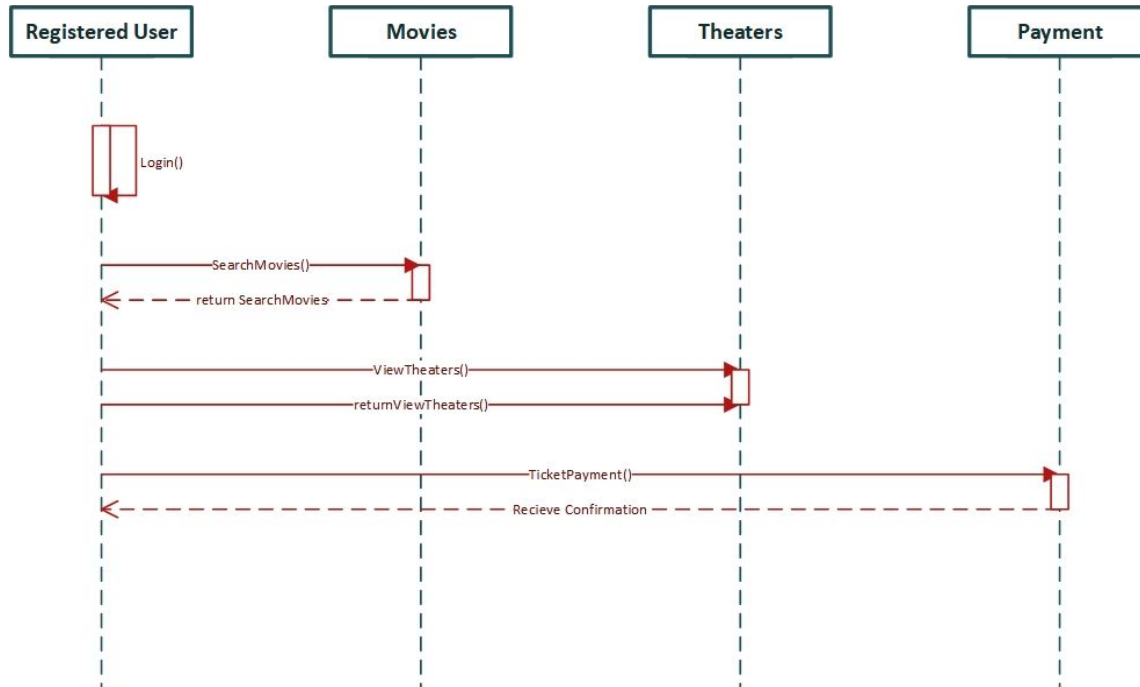 Registered User
Movies
Theaters
Payment
Login()
SearchMovies()
return SearchMovies
ViewTheaters()
returnViewTheaters()
TicketPayment()
Recieve Confirmation